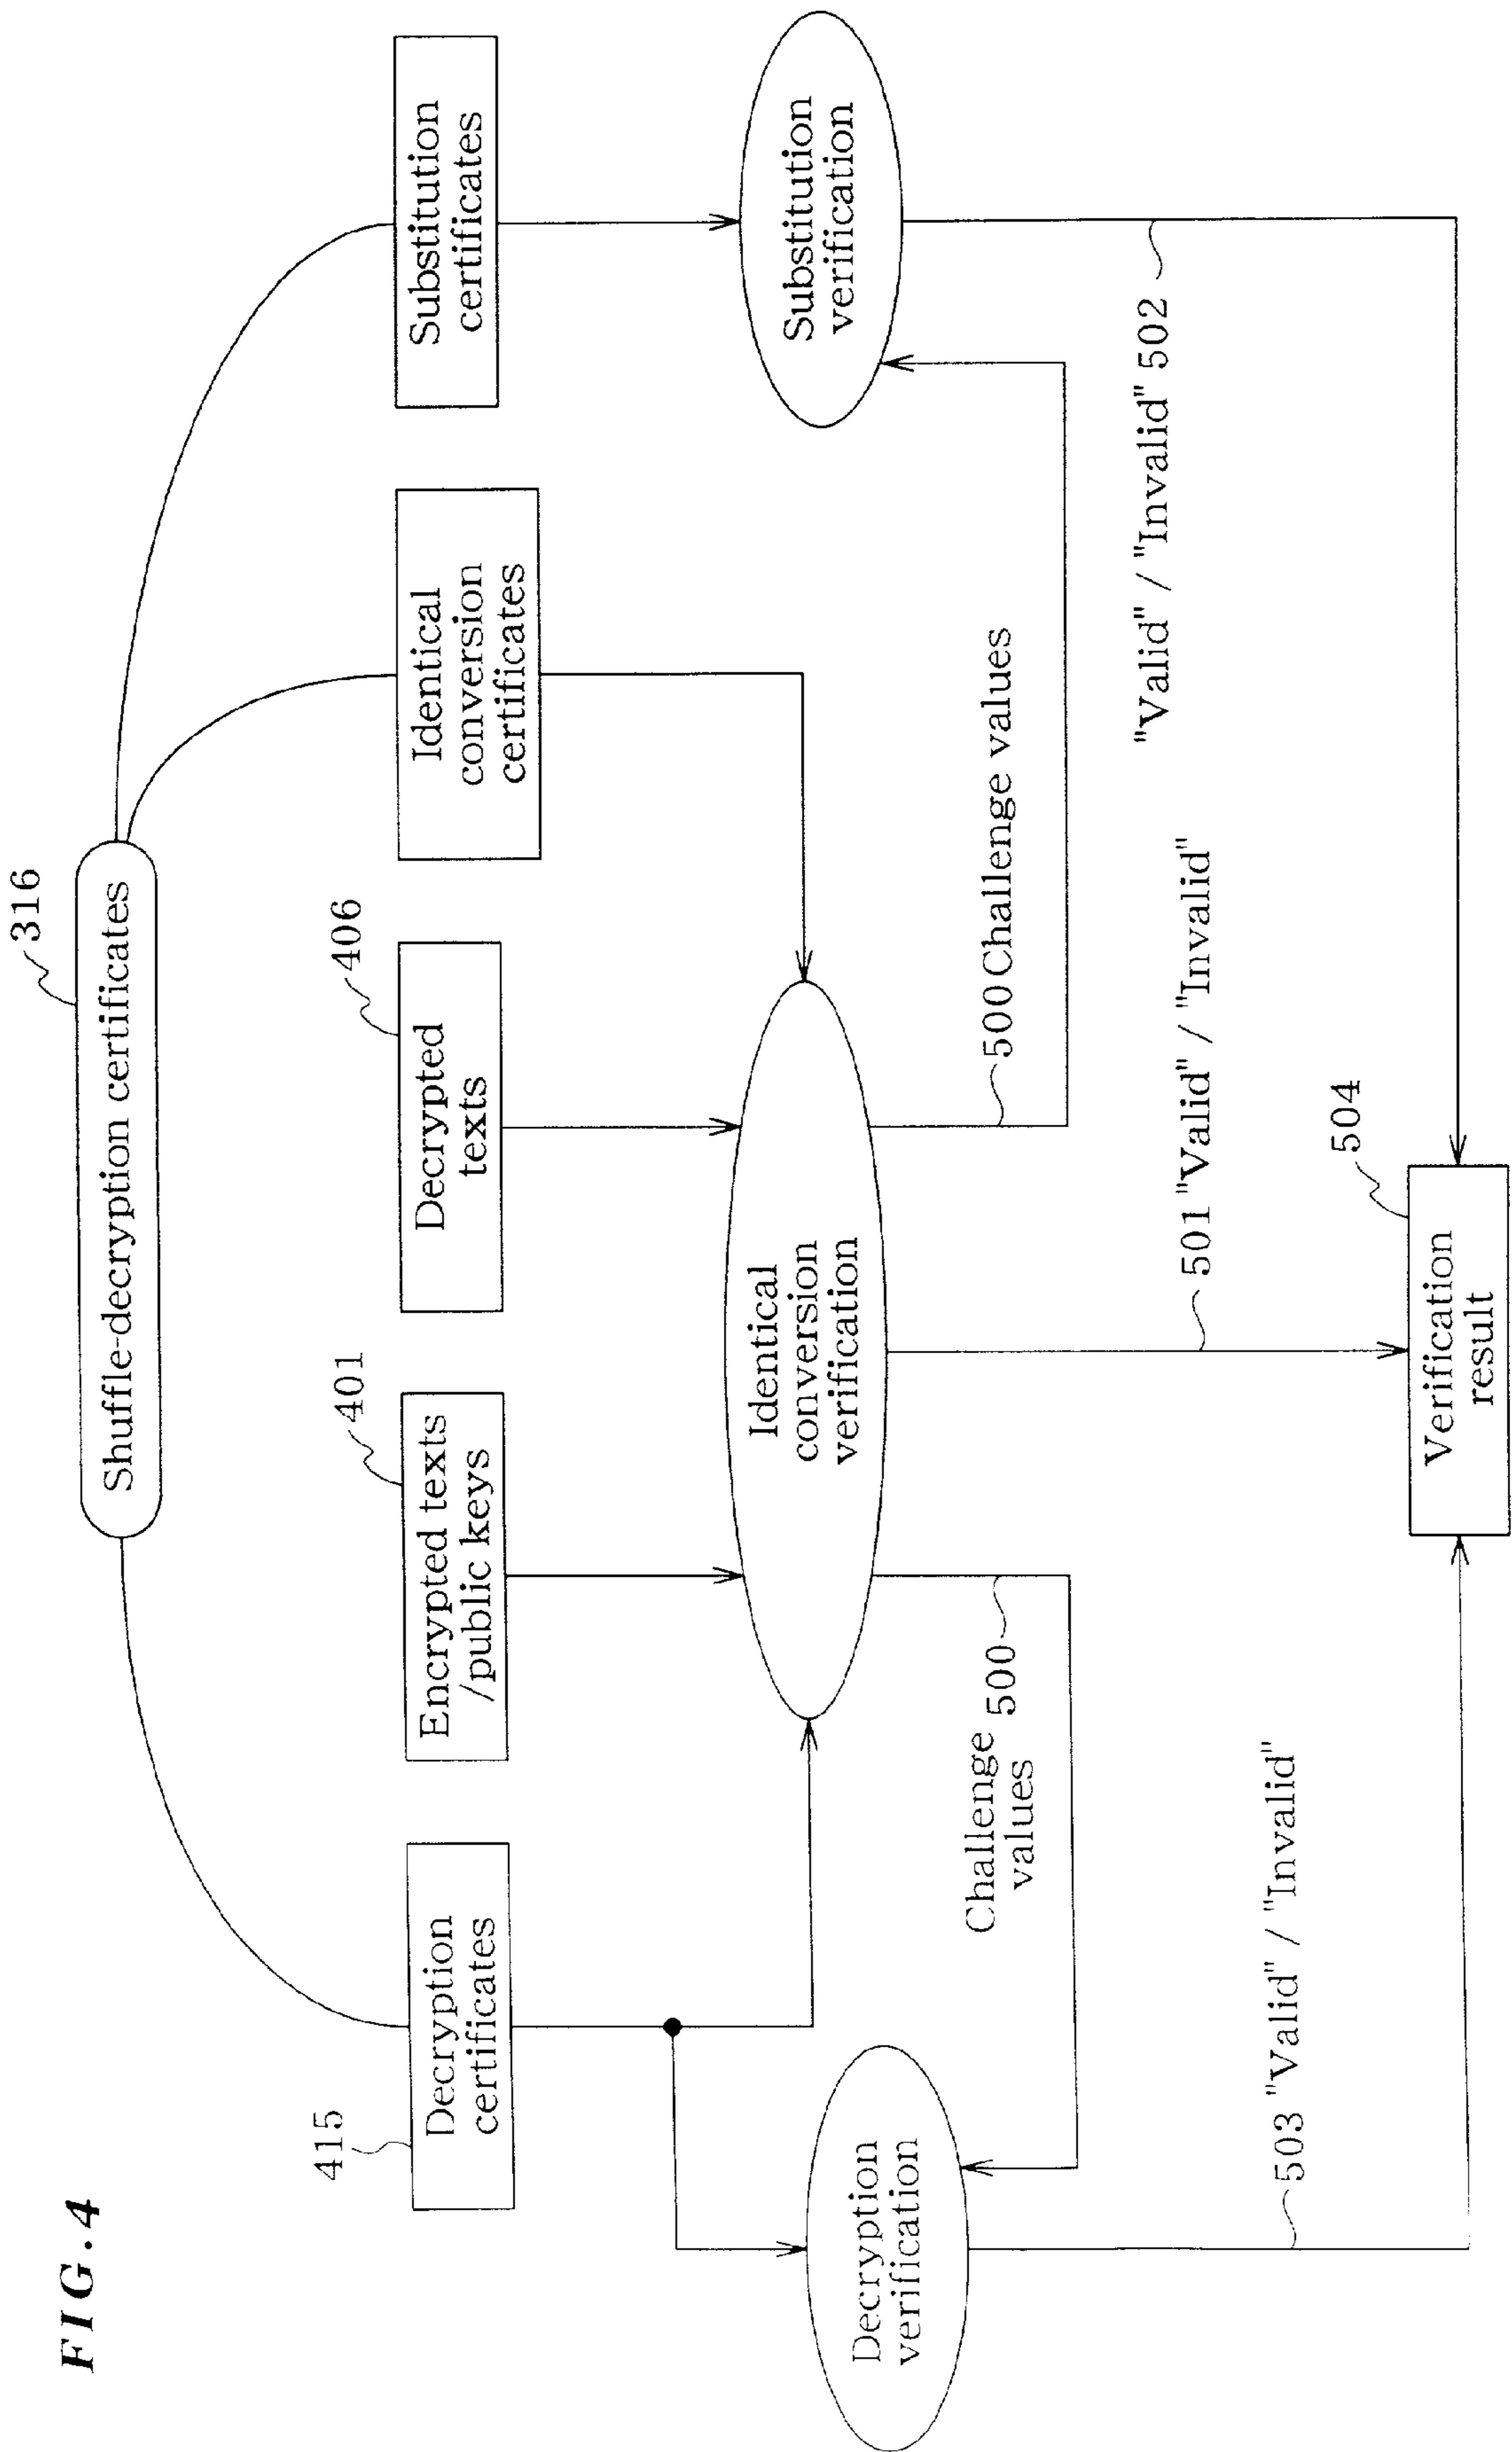 FIG.4
316
Shuffle-decryption certificates
415
Decryption
certificates
401
Encrypted texts
/public keys
406
Decrypted
texts
Identical
conversion
certificates
Substitution
certificates
Decryption
verification
Identical
conversion
verification
Substitution
verification
Challenge 500
values
500 Challenge values
503 "Valid" / "Invalid"
501 "Valid" / "Invalid"
"Valid" / "Invalid" 502
504
Verification
result